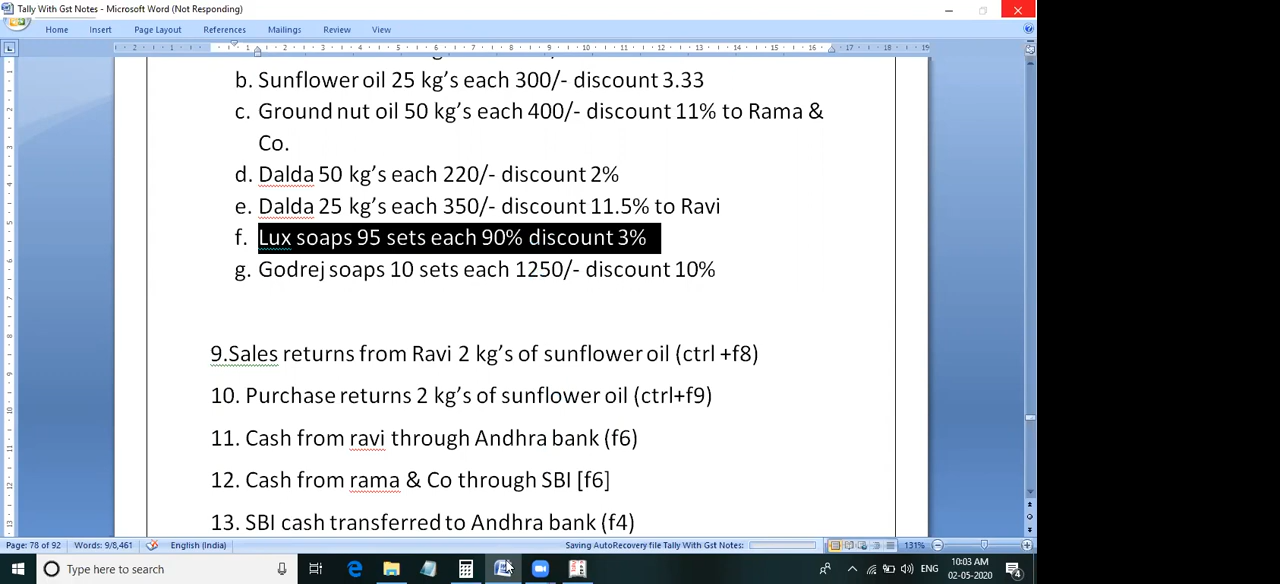 Tally With Gst Notes - Microsoft Word (Not Responding)
Home Insert Page Layout References Mailings Review View
b. Sunflower oil 25 kg's each 300/- discount 3.33
c. Ground nut oil 50 kg's each 400/- discount 11% to Rama &
Co.
d. Dalda 50 kg's each 220/- discount 2%
e. Dalda 25 kg's each 350/- discount 11.5% to Ravi
f. Lux soaps 95 sets each 90% discount 3%
g. Godrej soaps 10 sets each 1250/- discount 10%
9.Sales returns from Ravi 2 kg's of sunflower oil (ctrl +f8)
10. Purchase returns 2 kg's of sunflower oil (ctrl+f9)
11. Cash from ravi through Andhra bank (f6)
12. Cash from rama & Co through SBI [f6]
13. SBI cash transferred to Andhra bank (f4)
Page: 78 of 92 Words: 9/8,461 English (India) Saving AutoRecovery file Tally With Gst Notes: 131%
Type here to search
ENG
10:03 AM
02-05-2020